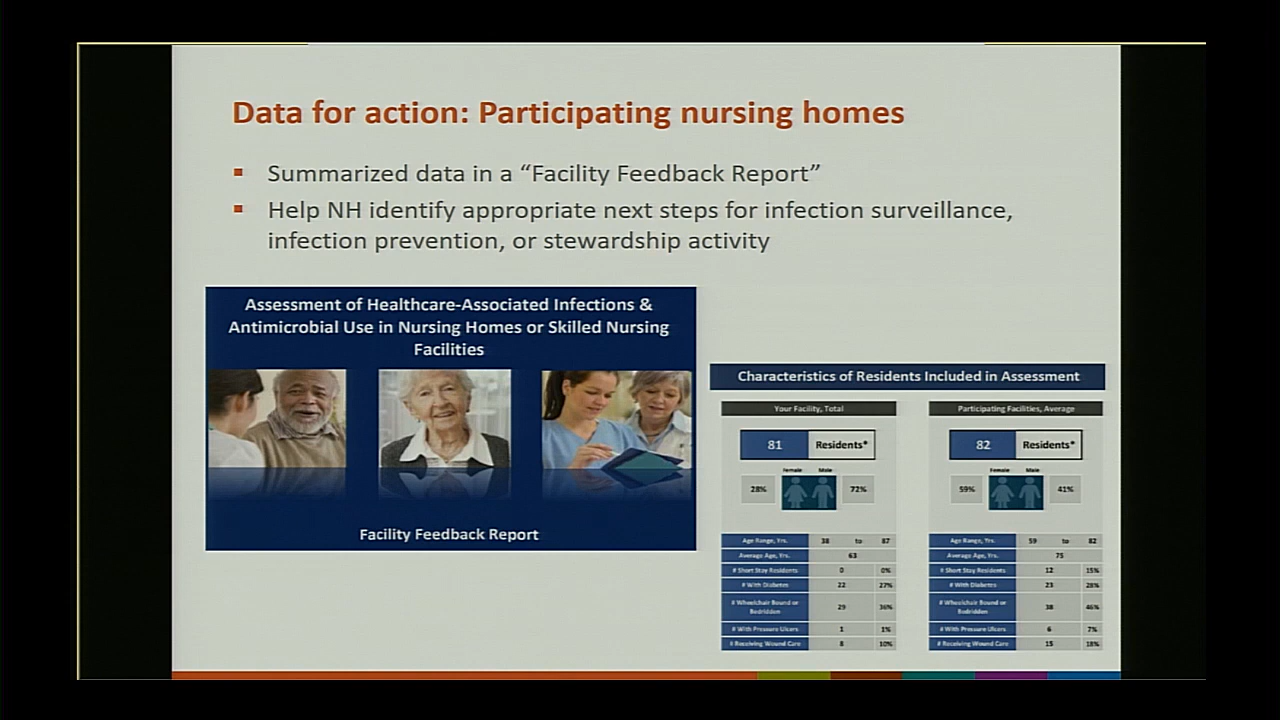 Data for action: Participating nursing homes
Summarized data in a “Facility Feedback Report”
Help NH identify appropriate next steps for infection surveillance,
infection prevention, or stewardship activity
Assessment of Healthcare-Associated Infections &
Antimicrobial Use in Nursing Homes or Skilled Nursing
Facilities
Facility Feedback Report
Characteristics of Residents Included in Assessment
Your Facility, Total
81 Residents*
Female Male
28% 72%
Age Range, Yrs. 38 to 87
Average Age, Yrs. 63
# Short Stay Residents 0 0%
# With Diabetes 22 27%
# Wheelchair Bound or
Bedridden 29 36%
# With Pressure Ulcers 1 1%
# Receiving Wound Care 8 10%
Participating Facilities, Average
82 Residents*
Female Male
59% 41%
Age Range, Yrs. 59 to 82
Average Age, Yrs. 75
# Short Stay Residents 12 15%
# With Diabetes 23 28%
# Wheelchair Bound or
Bedridden 38 46%
# With Pressure Ulcers 6 7%
# Receiving Wound Care 15 18%